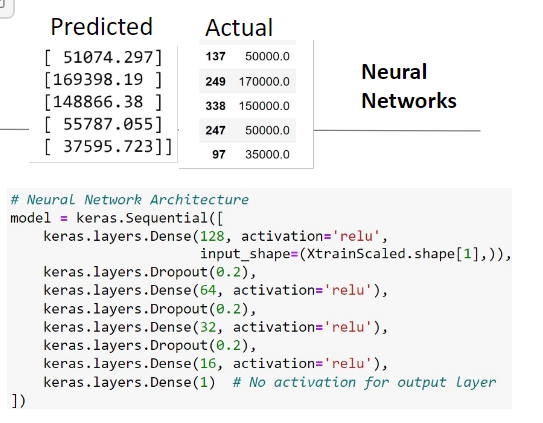 Predicted Actual
[ 51074.297]
[169398.19 ]
[148866.38 ]
[ 55787.055]
[ 37595.723]]
137 50000.0
249 170000.0
338 150000.0
247 50000.0
97 35000.0
Neural
Networks
# Neural Network Architecture
model = keras.Sequential([
    keras.layers.Dense(128, activation='relu',
                       input_shape=(XtrainScaled.shape[1],)),
    keras.layers.Dropout(0.2),
    keras.layers.Dense(64, activation='relu'),
    keras.layers.Dropout(0.2),
    keras.layers.Dense(32, activation='relu'),
    keras.layers.Dropout(0.2),
    keras.layers.Dense(16, activation='relu'),
    keras.layers.Dense(1)  # No activation for output layer
])